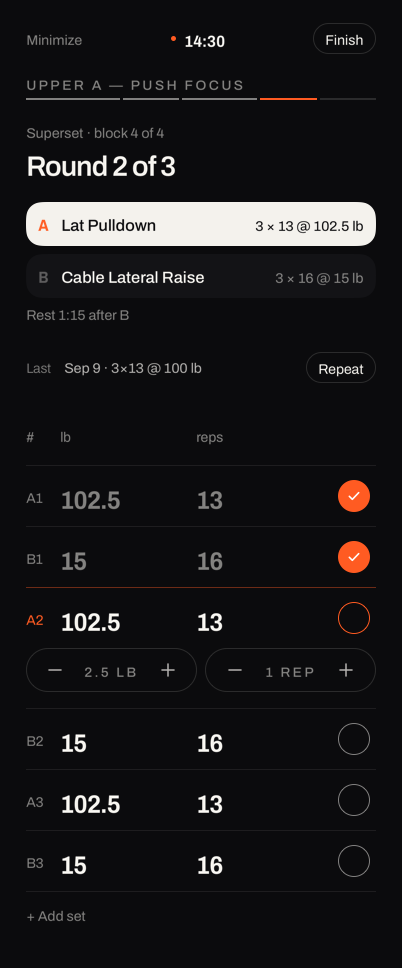 Minimize 14:30 Finish
UPPER A — PUSH FOCUS
Superset · block 4 of 4
Round 2 of 3
A Lat Pulldown 3 × 13 @ 102.5 lb
B Cable Lateral Raise 3 × 16 @ 15 lb
Rest 1:15 after B
Last Sep 9 · 3×13 @ 100 lb Repeat
# lb reps
A1 102.5 13
B1 15 16
A2 102.5 13
− 2.5 LB + − 1 REP +
B2 15 16
A3 102.5 13
B3 15 16
+ Add set